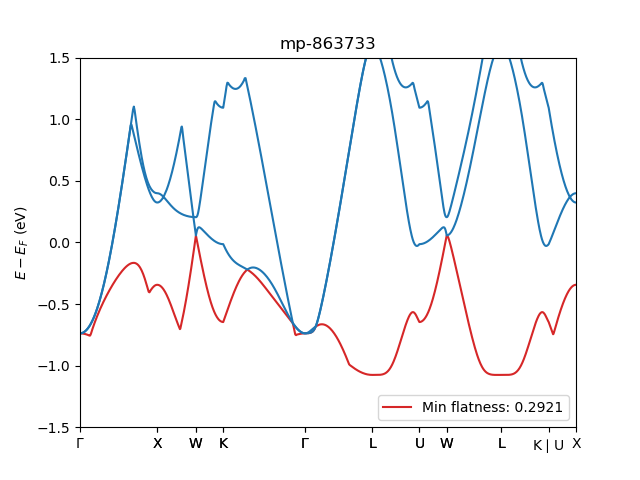 mp-863733
E − E_F (eV)
1.5
1.0
0.5
0.0
−0.5
−1.0
−1.5
Min flatness: 0.2921
Γ X W K Γ L U W L K | U X